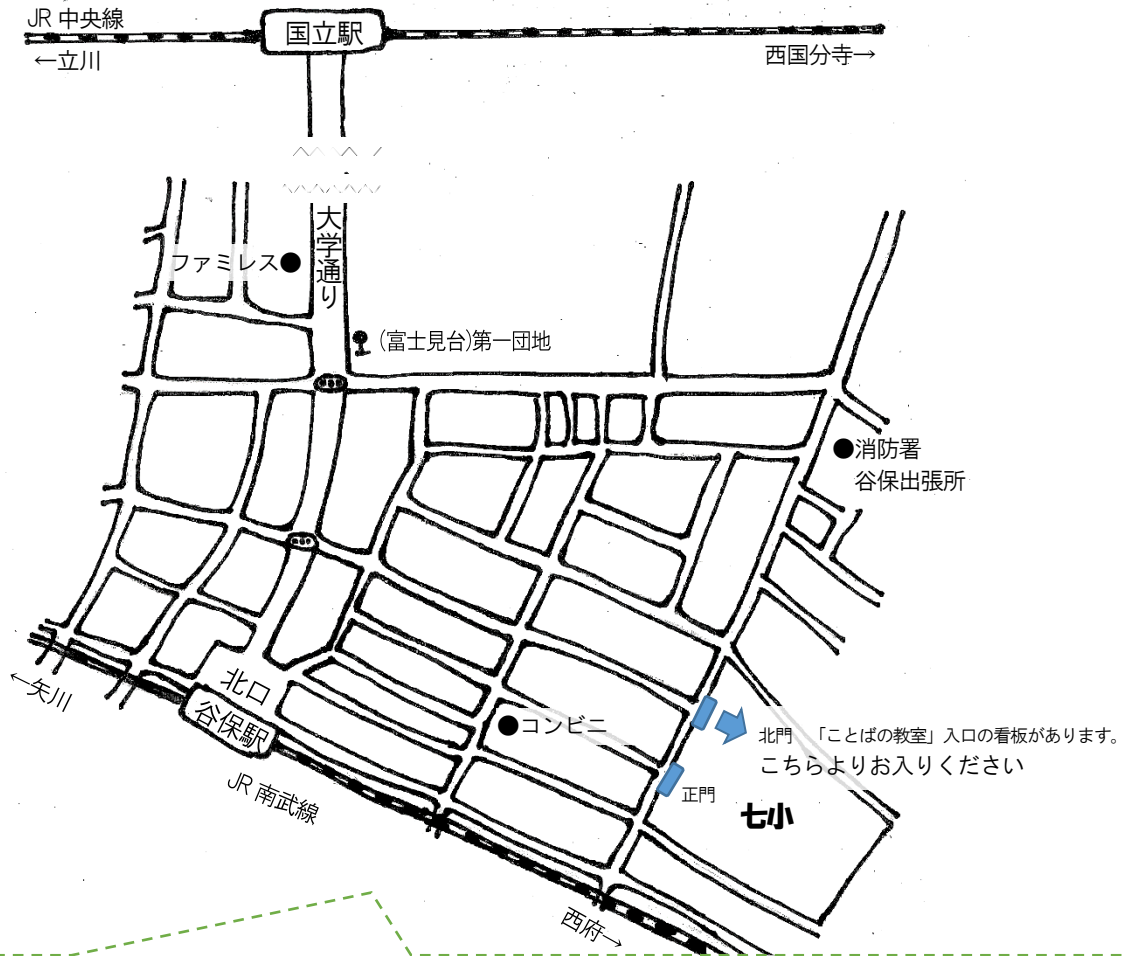 JR 中央線
国立駅
←立川
西国分寺→
大学通り
ファミレス
(富士見台)第一団地
消防署
谷保出張所
北口
←矢川
谷保駅
コンビニ
北門　「ことばの教室」入口の看板があります。
こちらよりお入りください
JR 南武線
正門
七小
西府→